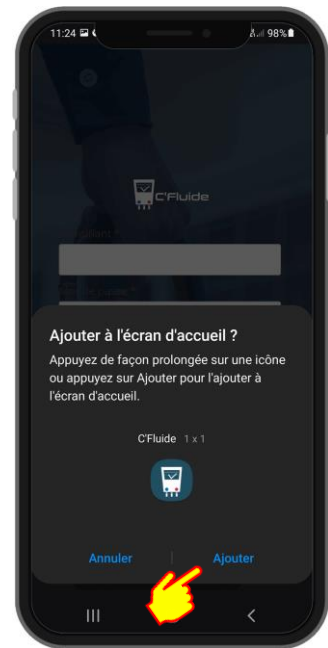 11:24
98%
C'Fluide
Ajouter à l'écran d'accueil ?
Appuyez de façon prolongée sur une icône
ou appuyez sur Ajouter pour l'ajouter à
l'écran d'accueil.
C'Fluide 1 x 1
Annuler | Ajouter